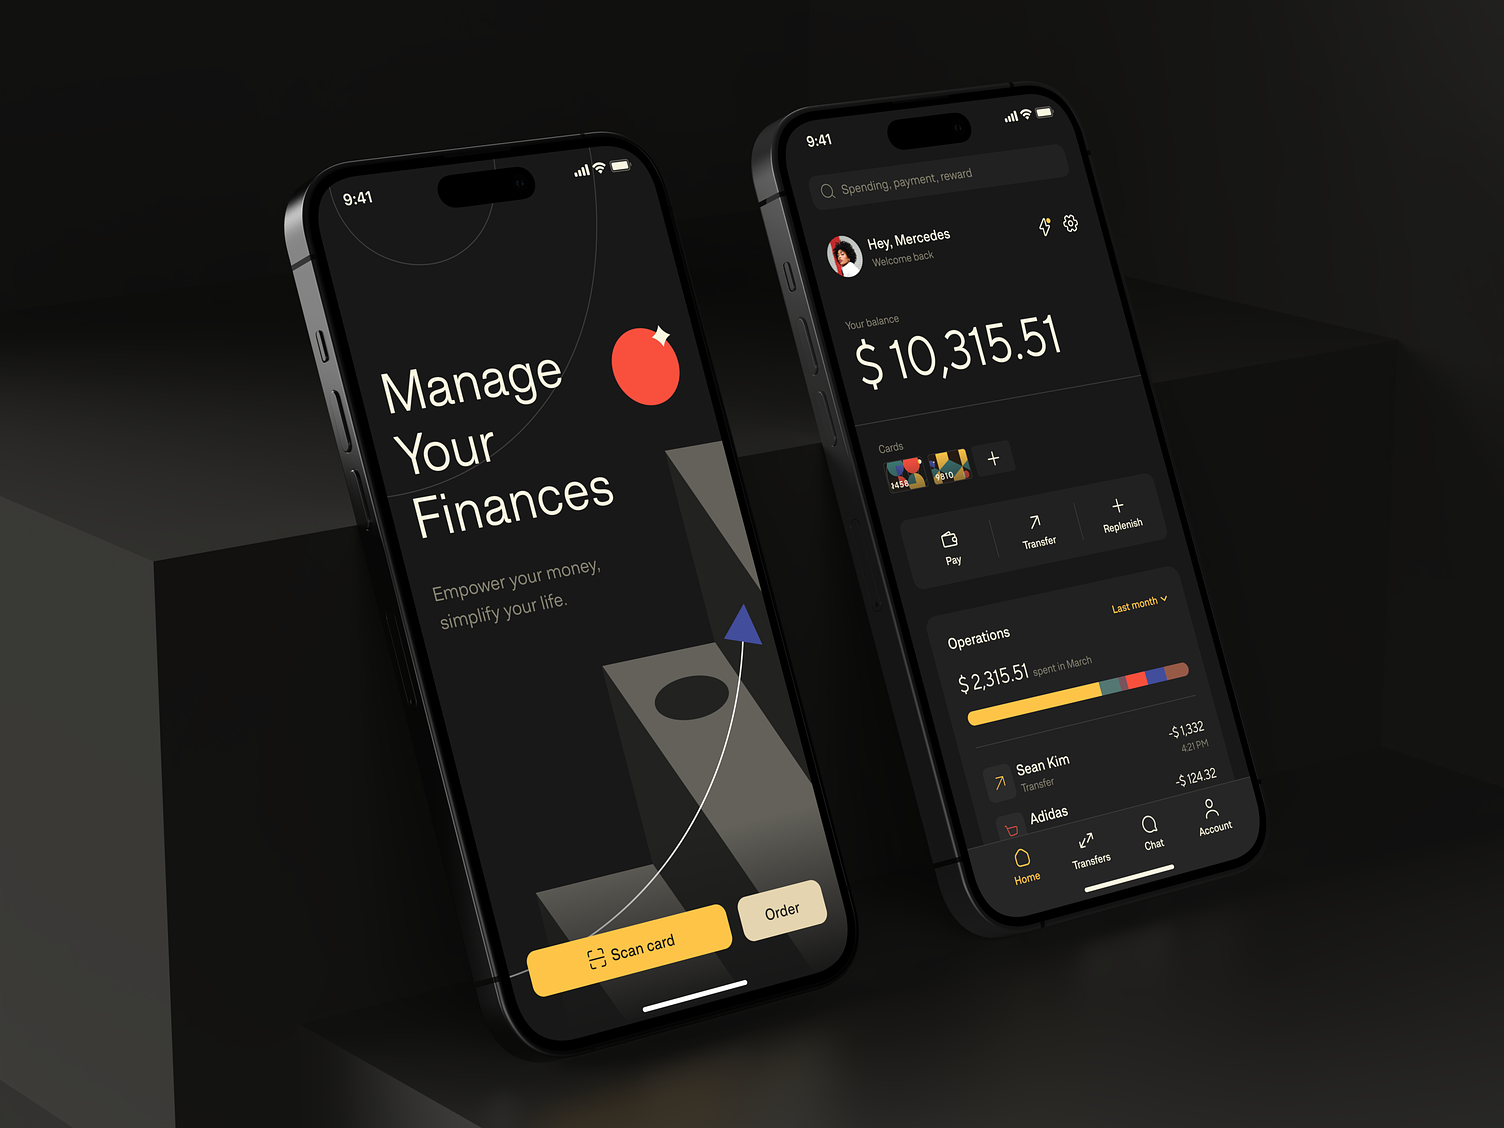 9:41
Manage
Your
Finances
Empower your money,
simplify your life.
Scan card
Order
9:41
Spending, payment, reward
Hey, Mercedes
Welcome back
Your balance
$ 10,315.51
Cards
1458
9810
Pay
Transfer
Replenish
Last month
Operations
$ 2,315.51 spent in March
Sean Kim
-$ 1,332
Transfer
4:21 PM
Adidas
-$ 124.32
Home
Transfers
Chat
Account